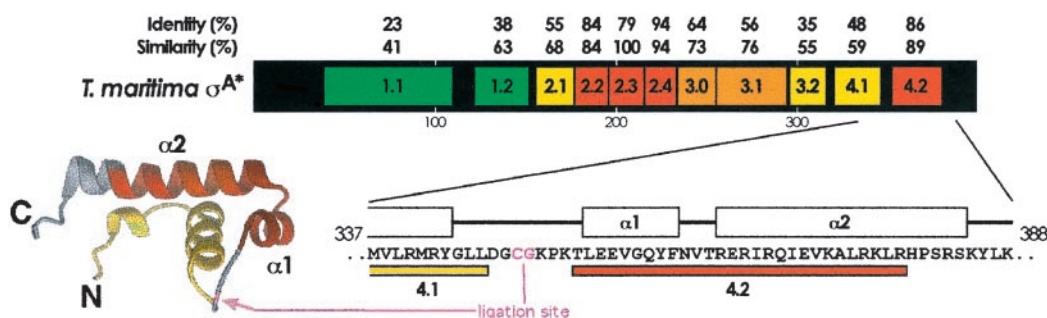 Identity (%) 23 38 55 84 79 94 64 56 35 48 86
Similarity (%) 41 63 68 84 100 94 73 76 55 59 89
T. maritima σA* 1.1 1.2 2.1 2.2 2.3 2.4 3.0 3.1 3.2 4.1 4.2
100 200 300
α2
C
α1
N
337 α1 α2 388
..MVLRMRYGLLDGCGKPKTLEEVGQYFNVTRERIRQIEVKALRKLRHPSRSKYLK..
4.1 4.2
ligation site